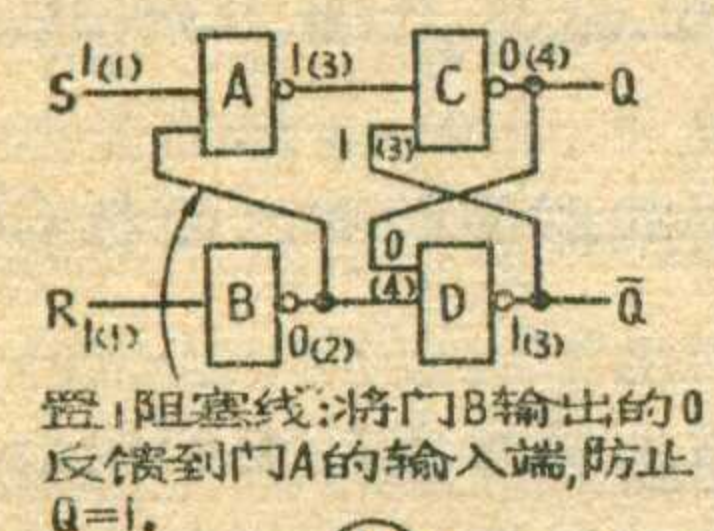 S 1(1) A 1(3) C 0(4) Q
1 (3)
0
R 1(1) B 0(2) (4) D 1(3) Q̄
置1阻塞线:将门B输出的0
反馈到门A的输入端,防止
Q=1.